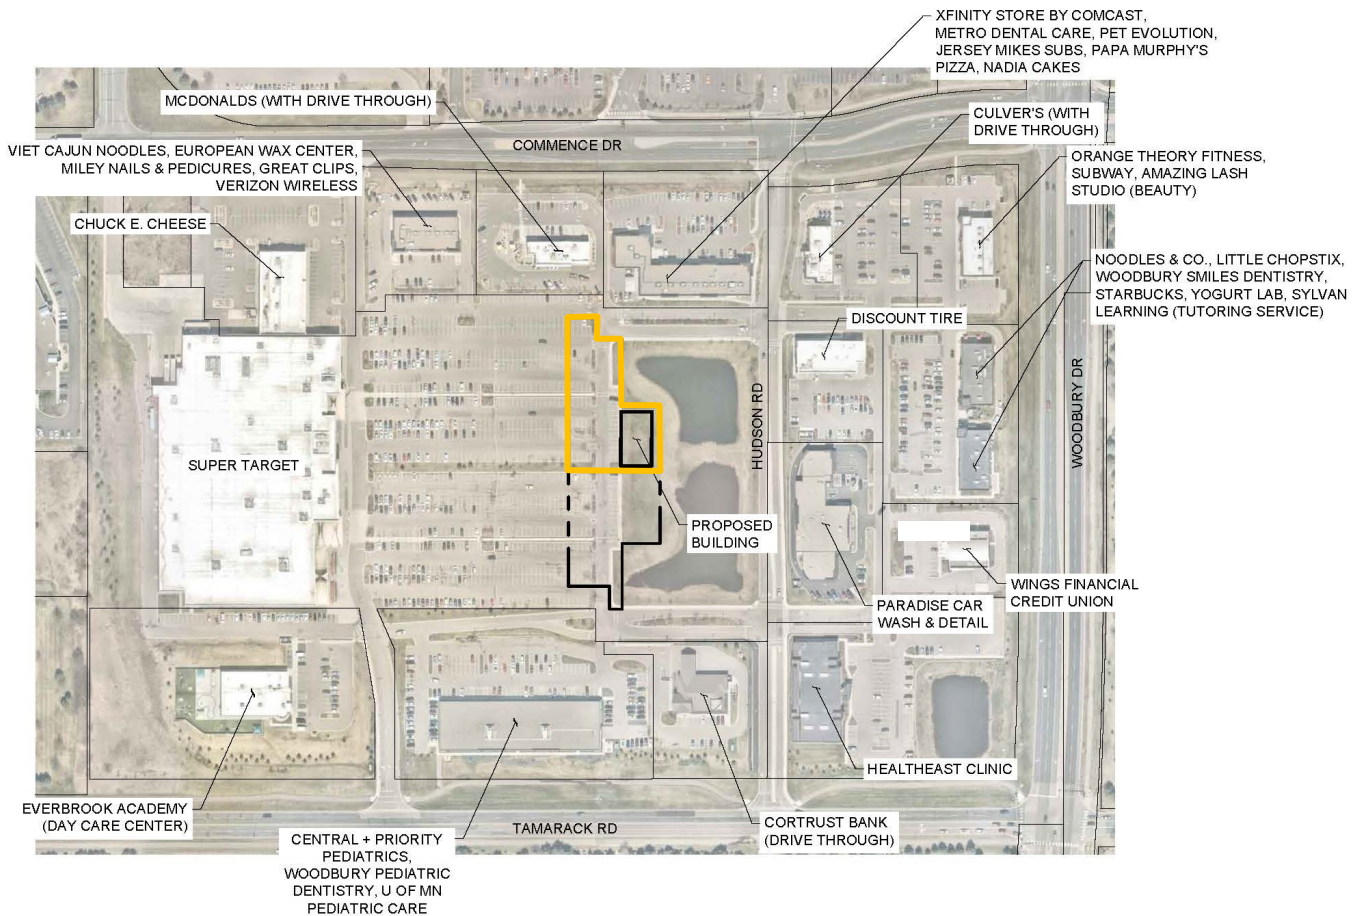 XFINITY STORE BY COMCAST,
METRO DENTAL CARE, PET EVOLUTION,
JERSEY MIKES SUBS, PAPA MURPHY'S
PIZZA, NADIA CAKES
MCDONALDS (WITH DRIVE THROUGH)
CULVER'S (WITH
DRIVE THROUGH)
COMMENCE DR
VIET CAJUN NOODLES, EUROPEAN WAX CENTER,
MILEY NAILS & PEDICURES, GREAT CLIPS,
VERIZON WIRELESS
ORANGE THEORY FITNESS,
SUBWAY, AMAZING LASH
STUDIO (BEAUTY)
CHUCK E. CHEESE
NOODLES & CO., LITTLE CHOPSTIX,
WOODBURY SMILES DENTISTRY,
STARBUCKS, YOGURT LAB, SYLVAN
LEARNING (TUTORING SERVICE)
DISCOUNT TIRE
HUDSON RD
WOODBURY DR
SUPER TARGET
PROPOSED
BUILDING
WINGS FINANCIAL
CREDIT UNION
PARADISE CAR
WASH & DETAIL
HEALTHEAST CLINIC
EVERBROOK ACADEMY
(DAY CARE CENTER)
TAMARACK RD
CORTRUST BANK
(DRIVE THROUGH)
CENTRAL + PRIORITY
PEDIATRICS,
WOODBURY PEDIATRIC
DENTISTRY, U OF MN
PEDIATRIC CARE